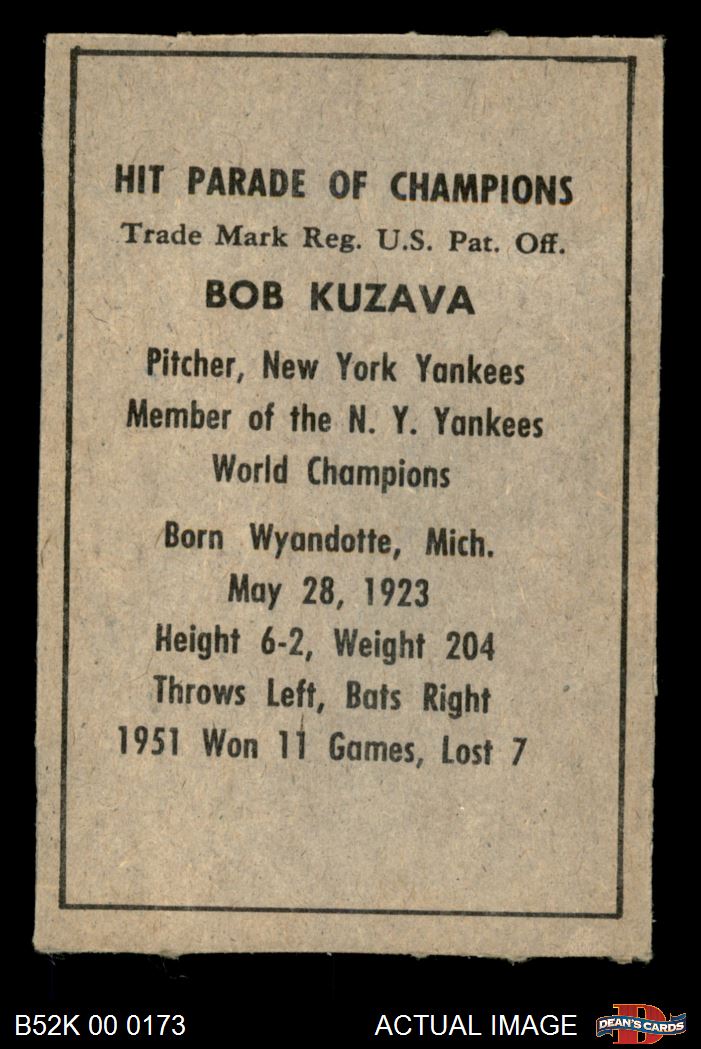 HIT PARADE OF CHAMPIONS
Trade Mark Reg. U.S. Pat. Off.
BOB KUZAVA
Pitcher, New York Yankees
Member of the N. Y. Yankees
World Champions
Born Wyandotte, Mich.
May 28, 1923
Height 6-2, Weight 204
Throws Left, Bats Right
1951 Won 11 Games, Lost 7
B52K 00 0173 ACTUAL IMAGE DEAN'S CARDS